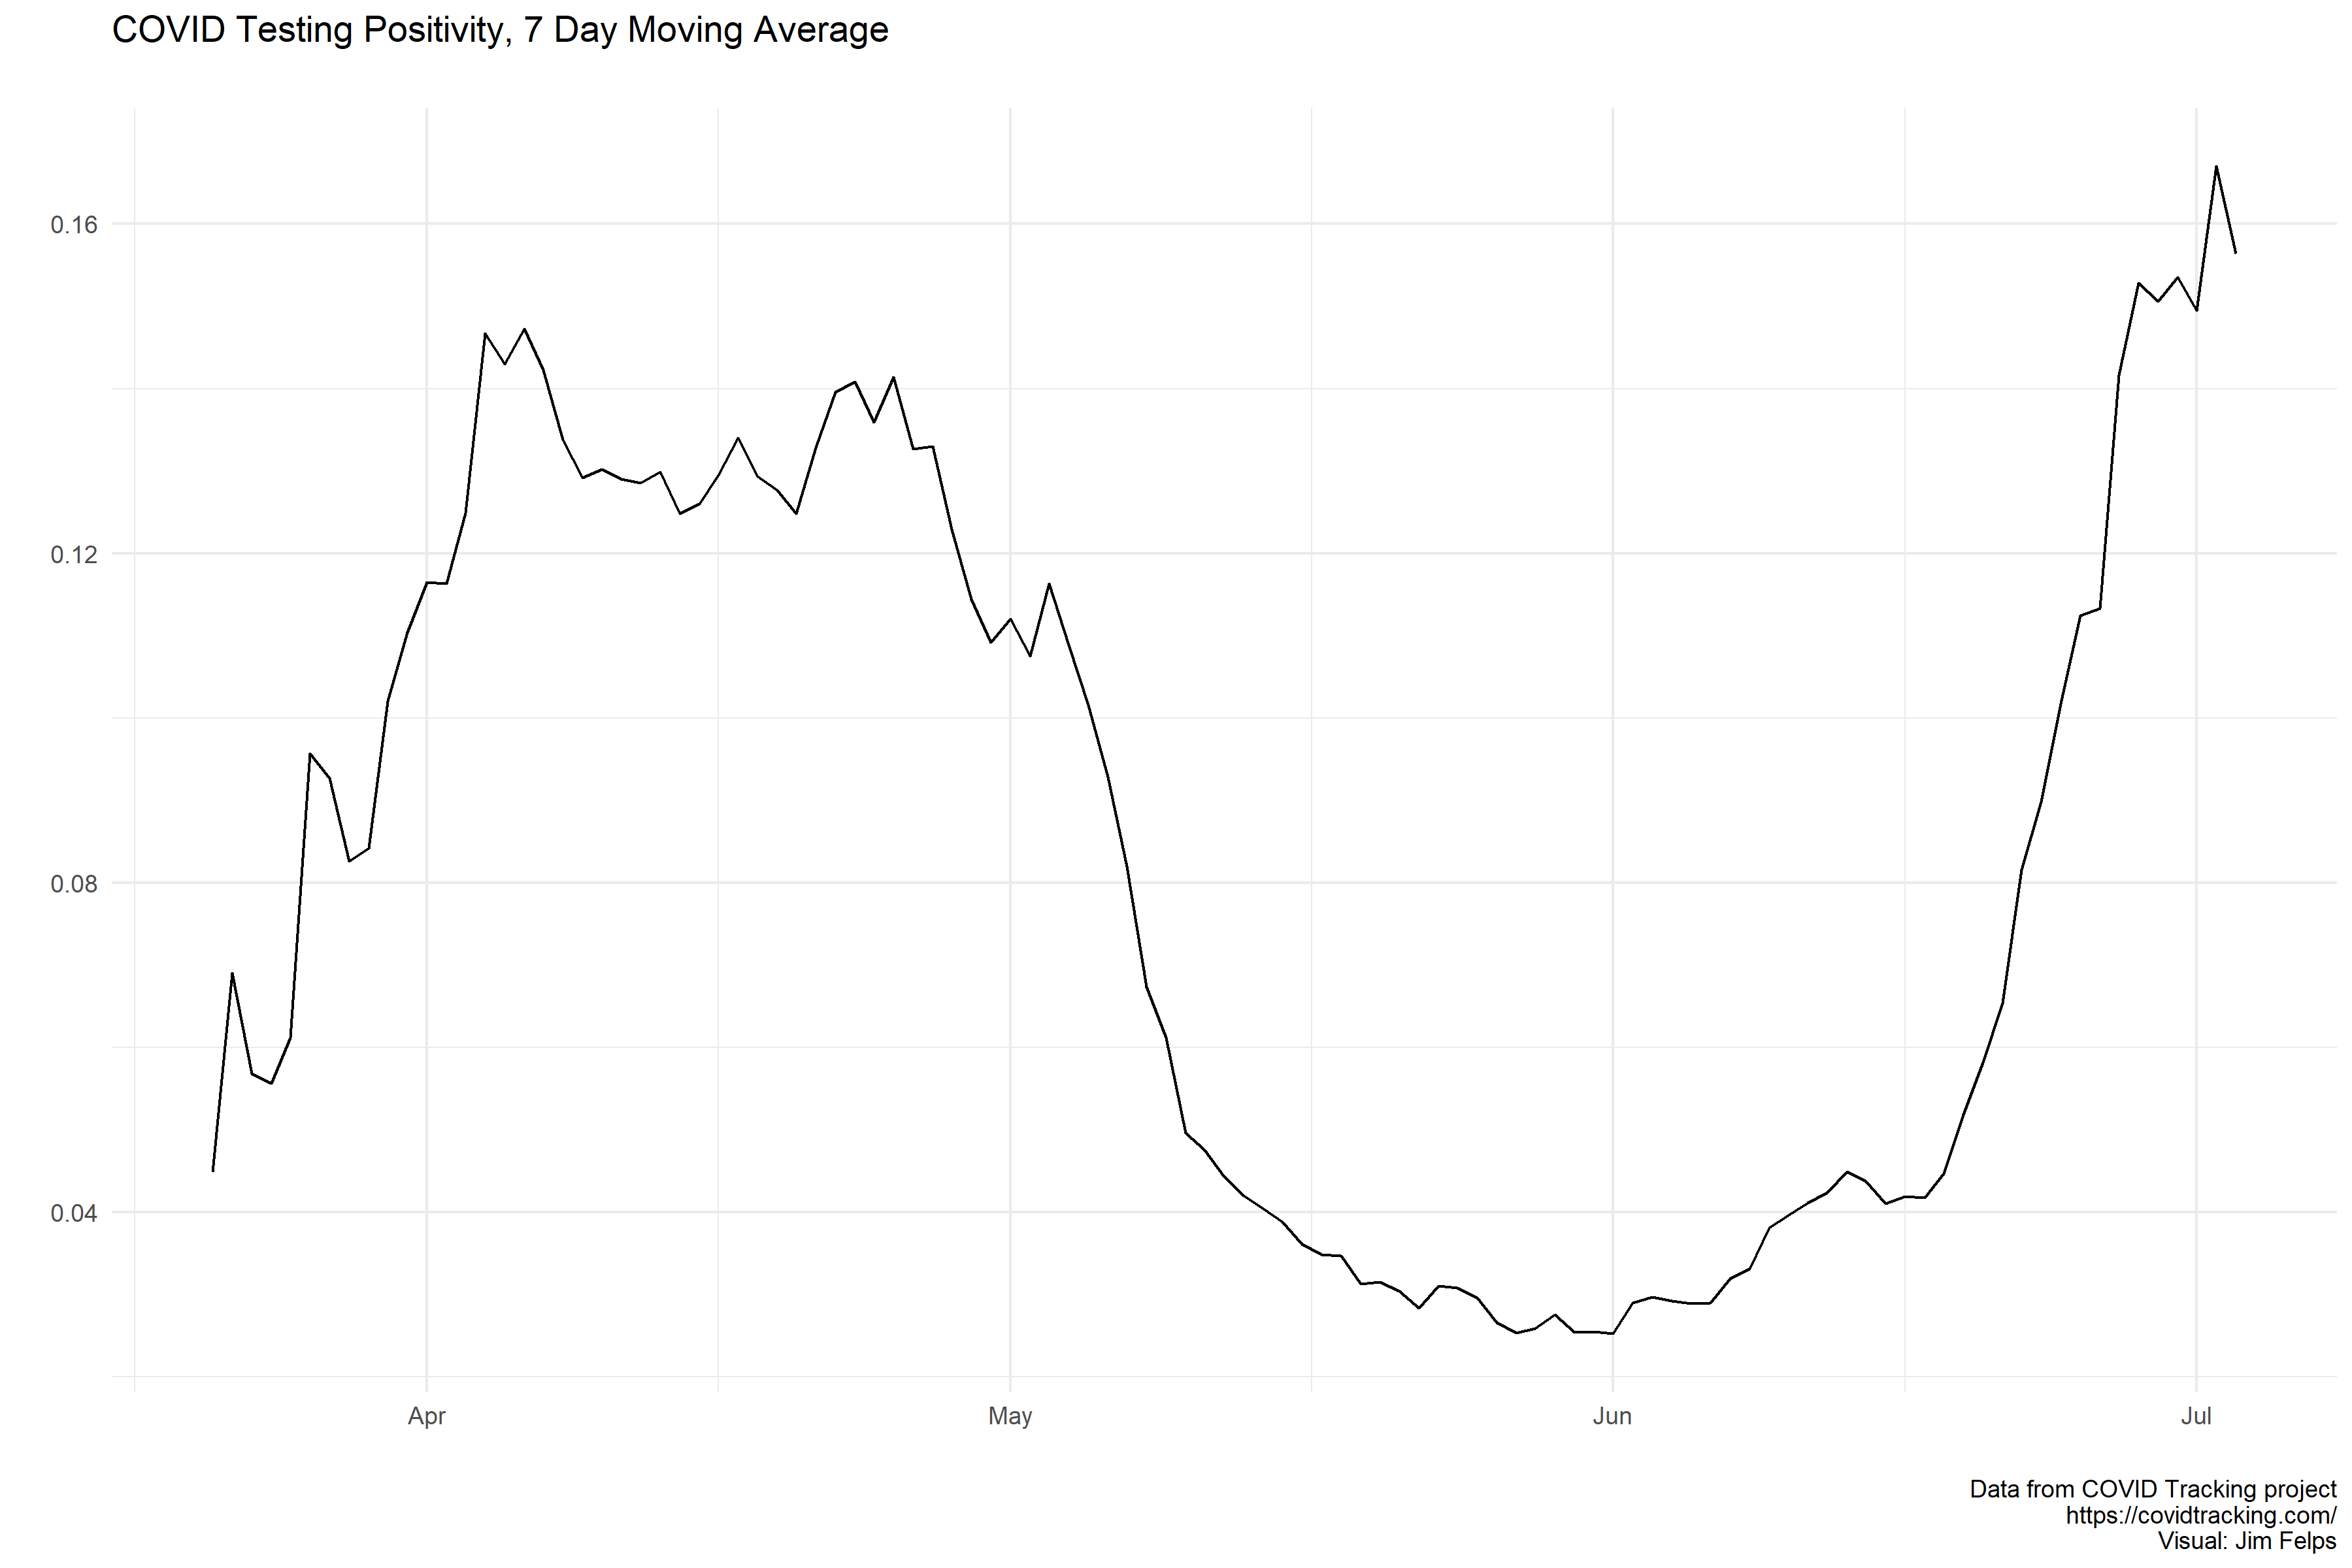 COVID Testing Positivity, 7 Day Moving Average
0.16
0.12
0.08
0.04
Apr May Jun Jul
Data from COVID Tracking project
https://covidtracking.com/
Visual: Jim Felps